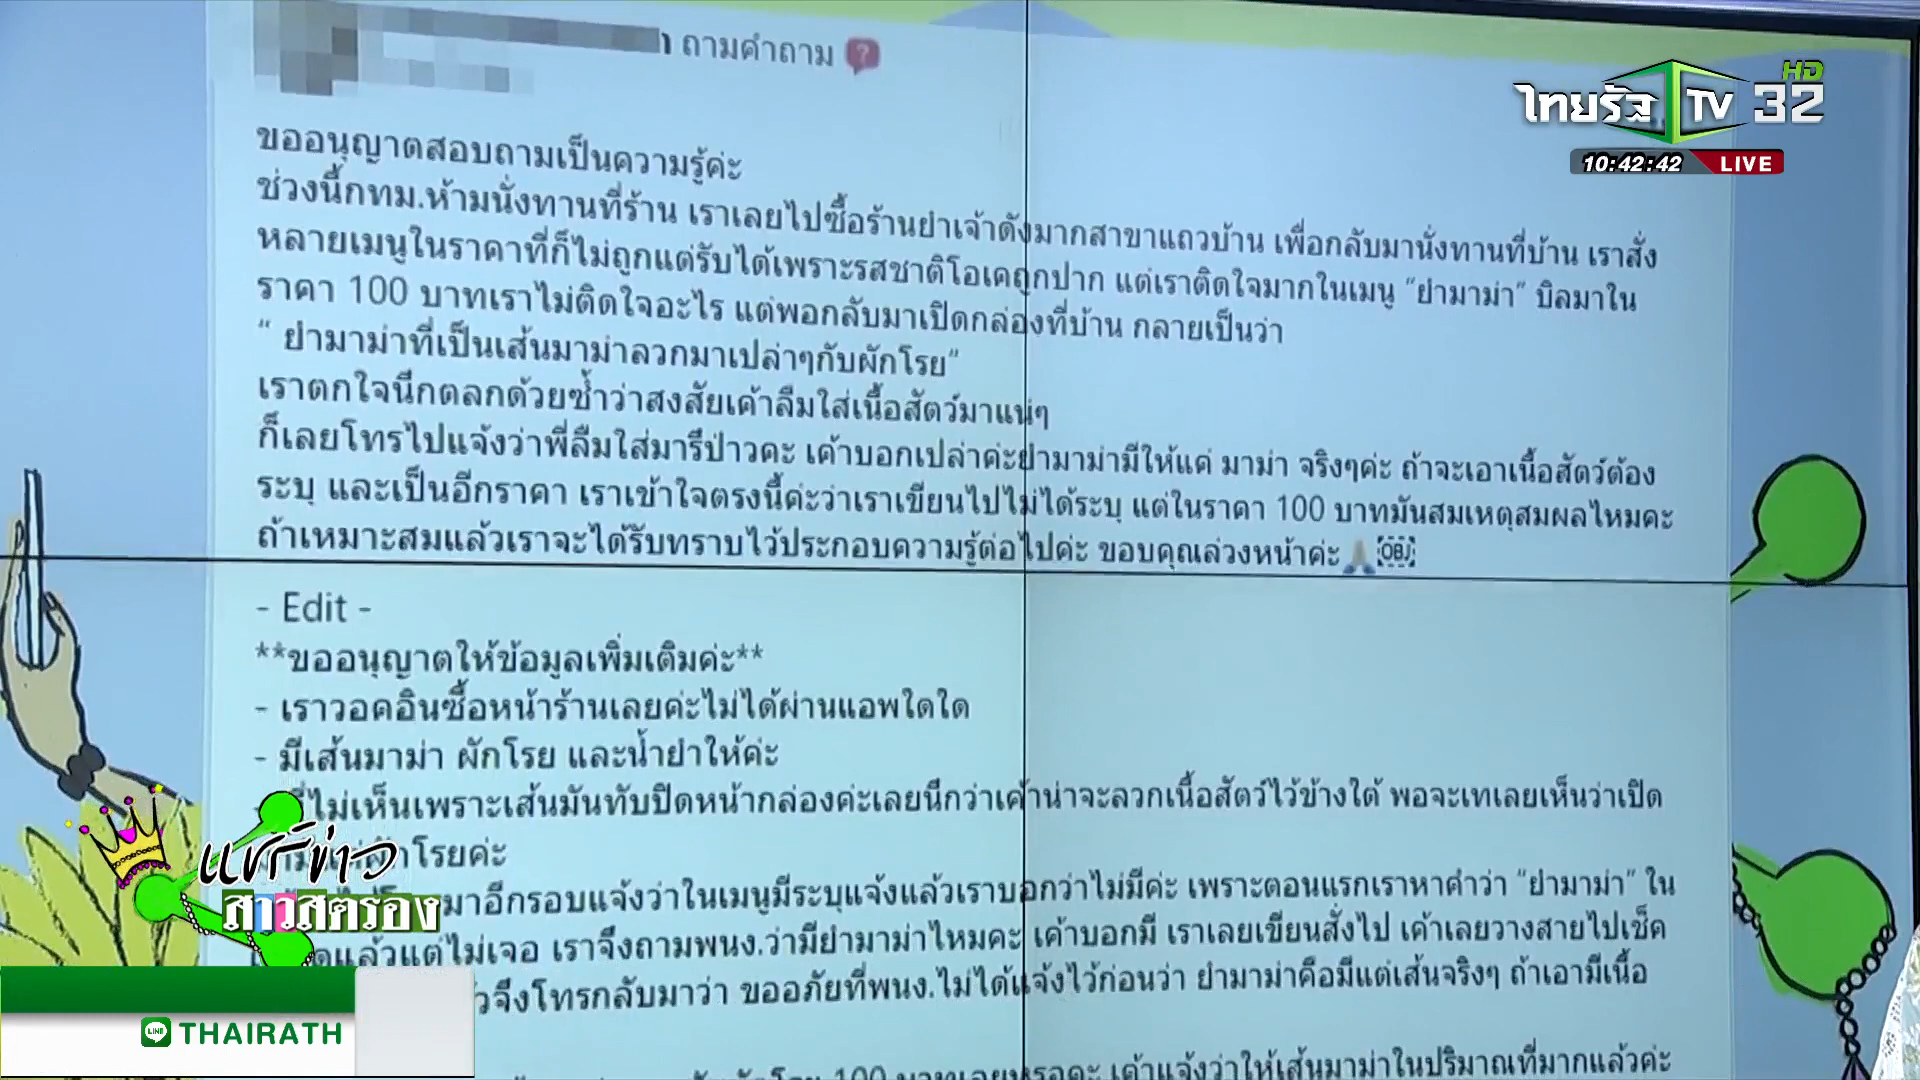 ถามคำถาม
ขออนุญาตสอบถามเป็นความรู้ค่ะ
ช่วงนี้กทม.ห้ามนั่งทานที่ร้าน เราเลยไปซื้อร้านยำเจ้าดังมากสาขาแถวบ้าน เพื่อกลับมานั่งทานที่บ้าน เราสั่ง
หลายเมนูในราคาที่ก็ไม่ถูกแต่รับได้เพราะรสชาติโอเคถูกปาก แต่เราติดใจมากในเมนู “ยำมาม่า” บิลมาใน
ราคา 100 บาทเราไม่ติดใจอะไร แต่พอกลับมาเปิดกล่องที่บ้าน กลายเป็นว่า
“ ยำมาม่าที่เป็นเส้นมาม่าลวกมาเปล่าๆกับผักโรย”
เราตกใจนึกตลกด้วยซ้ำว่าสงสัยเค้าลืมใส่เนื้อสัตว์มาแน่ๆ
ก็เลยโทรไปแจ้งว่าพี่ลืมใส่มารึป่าวคะ เค้าบอกเปล่าค่ะยำมาม่ามีให้แค่ มาม่า จริงๆค่ะ ถ้าจะเอาเนื้อสัตว์ต้อง
ระบุ และเป็นอีกราคา เราเข้าใจตรงนี้ค่ะว่าเราเขียนไปไม่ได้ระบุ แต่ในราคา 100 บาทมันสมเหตุสมผลไหมคะ
ถ้าเหมาะสมแล้วเราจะได้รับทราบไว้ประกอบความรู้ต่อไปค่ะ ขอบคุณล่วงหน้าค่ะ🙏 OBJ
- Edit -
**ขออนุญาตให้ข้อมูลเพิ่มเติมค่ะ**
- เราวอคอินซื้อหน้าร้านเลยค่ะไม่ได้ผ่านแอพใดใด
- มีเส้นมาม่า ผักโรย และน้ำยำให้ค่ะ
ไม่เห็นเพราะเส้นมันทับปิดหน้ากล่องค่ะเลยนึกว่าเค้าน่าจะลวกเนื้อสัตว์ไว้ข้างใต้ พอจะเทเลยเห็นว่าเปิด
โรยค่ะ
มาอีกรอบแจ้งว่าในเมนูมีระบุแจ้งแล้วเราบอกว่าไม่มีค่ะ เพราะตอนแรกเราหาคำว่า “ยำมาม่า” ใน
แล้วแต่ไม่เจอ เราจึงถามพนง.ว่ามียำมาม่าไหมคะ เค้าบอกมี เราเลยเขียนสั่งไป เค้าเลยวางสายไปเช็ค
จึงโทรกลับมาว่า ขออภัยที่พนง.ไม่ได้แจ้งไว้ก่อนว่า ยำมาม่าคือมีแต่เส้นจริงๆ ถ้าเอามีเนื้อ
100 บาทเลยหรอคะ เค้าแจ้งว่าให้เส้นมาม่าในปริมาณที่มากแล้วค่ะ
ไทยรัฐ TV HD 32
10:42:42 LIVE
แชร์ข่าว
สาวสตรอง
LINE THAIRATH